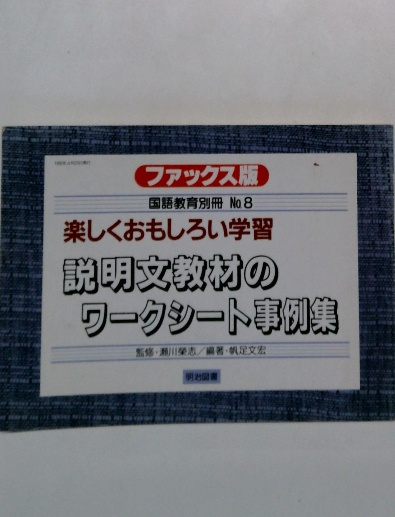 ファックス版
国語教育別冊 No.8
楽しくおもしろい学習
説明文教材の
ワークシート事例集
監修・瀬川榮志／編著・帆足文宏
明治図書